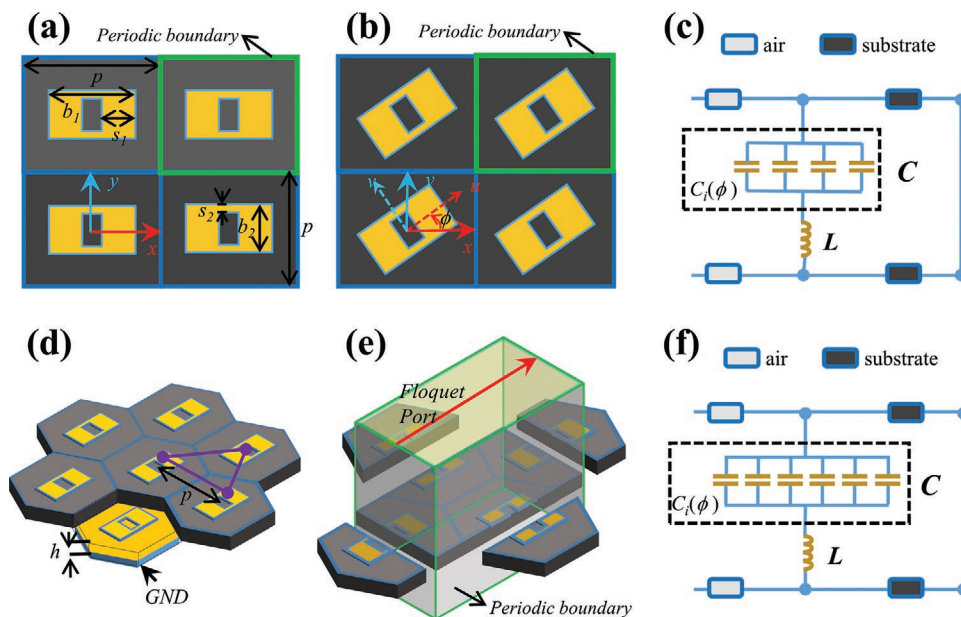 (a)
Periodic boundary
p
b₁
s₁
y
x
s₂
b₂
p
(b)
Periodic boundary
v
y
u
ϕ
x
(c)
air
substrate
Cᵢ(ϕ)
C
L
(d)
p
h
GND
(e)
Floquet
Port
Periodic boundary
(f)
air
substrate
Cᵢ(ϕ)
C
L